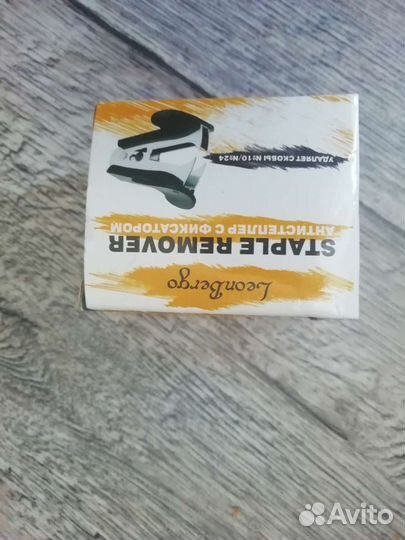 LeonBergo
STAPLE REMOVER
АНТИСТЕПЛЕР С ФИКСАТОРОМ
УДАЛЯЕТ СКОБЫ №10/№24
Avito